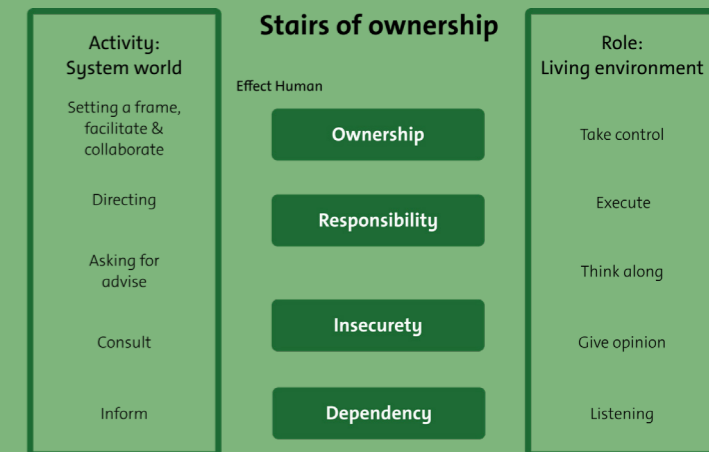 Stairs of ownership
Activity:
System world
Setting a frame,
facilitate &
collaborate
Directing
Asking for
advise
Consult
Inform
Effect Human
Ownership
Responsibility
Insecurety
Dependency
Role:
Living environment
Take control
Execute
Think along
Give opinion
Listening